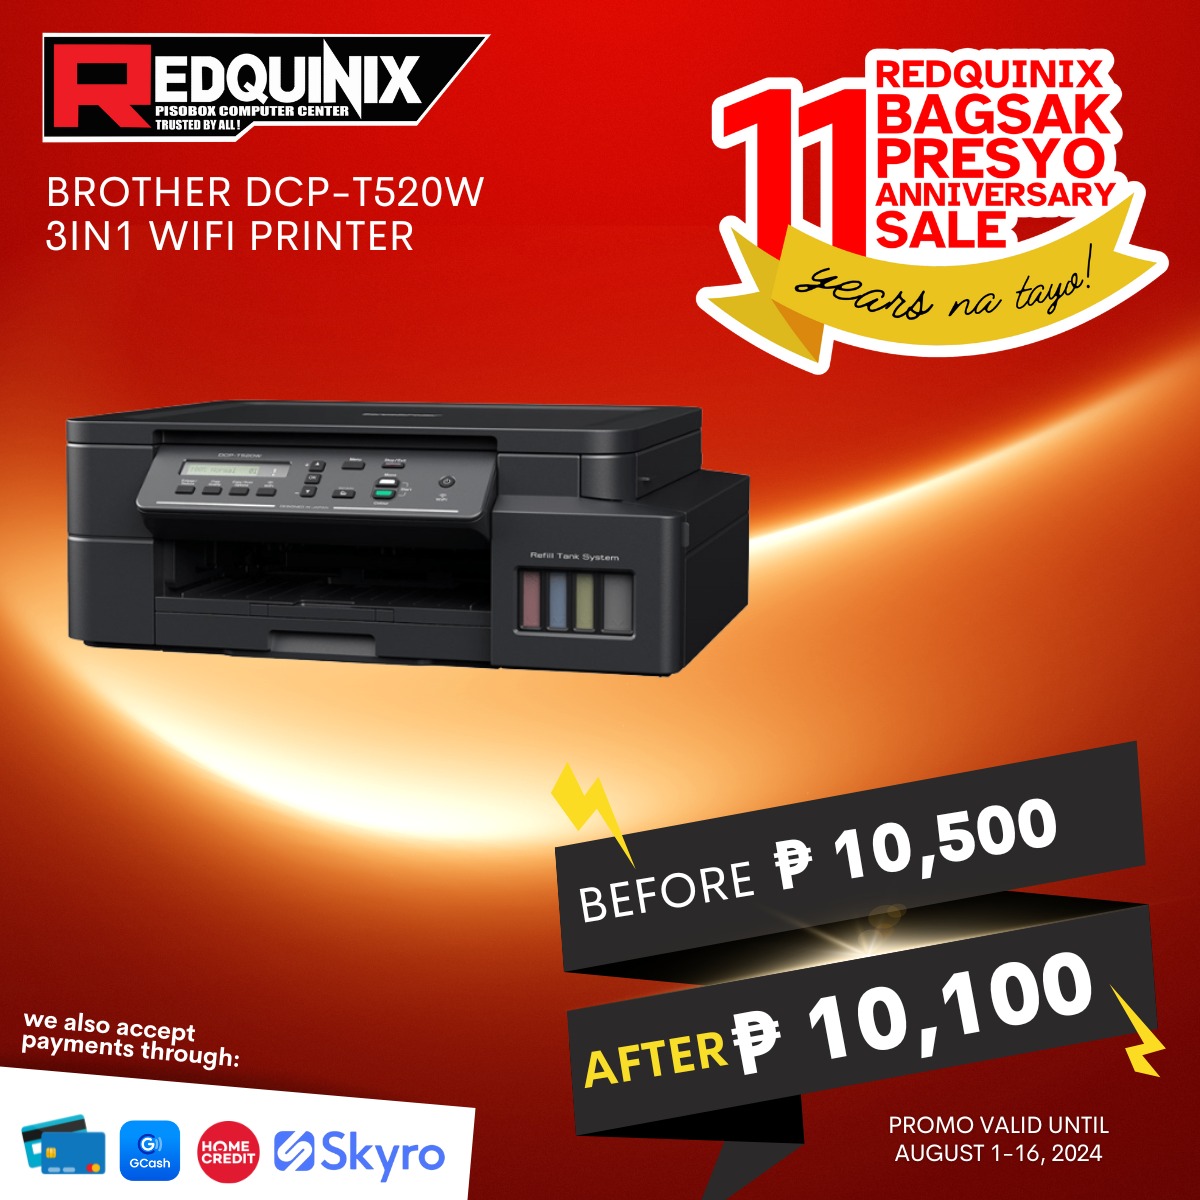 REDQUINIX
PISOBOX COMPUTER CENTER
TRUSTED BY ALL!
BROTHER DCP-T520W
3IN1 WIFI PRINTER
11
REDQUINIX
BAGSAK
PRESYO
ANNIVERSARY
SALE
years na tayo!
DCP-T520W
Refill Tank System
BEFORE ₱ 10,500
AFTER ₱ 10,100
we also accept
payments through:
GCash
HOME
CREDIT
Skyro
PROMO VALID UNTIL
AUGUST 1-16, 2024